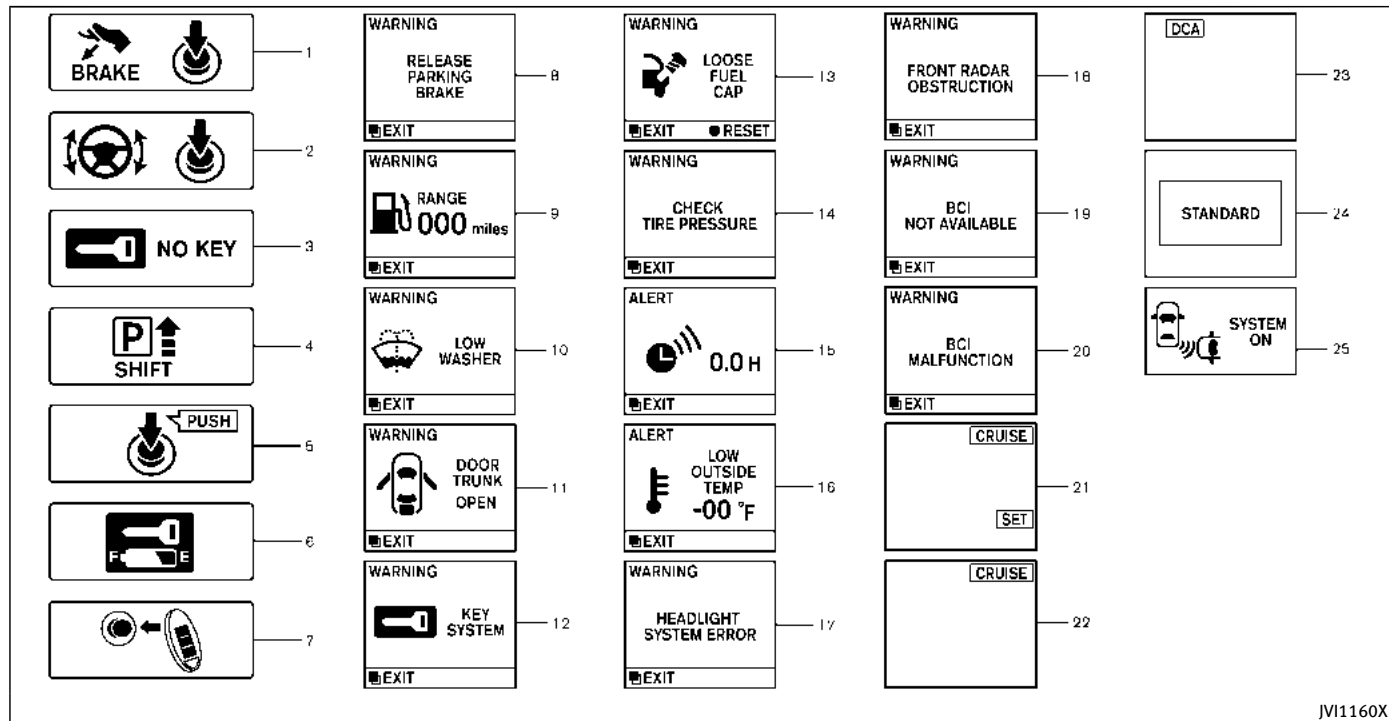 BRAKE
1
2
NO KEY
3
P
SHIFT
4
PUSH
5
F E
6
7
WARNING
RELEASE
PARKING
BRAKE
EXIT
8
WARNING
RANGE
000 miles
EXIT
9
WARNING
LOW
WASHER
EXIT
10
WARNING
DOOR
TRUNK
OPEN
EXIT
11
WARNING
KEY
SYSTEM
EXIT
12
WARNING
LOOSE
FUEL
CAP
EXIT RESET
13
WARNING
CHECK
TIRE PRESSURE
EXIT
14
ALERT
0.0 H
EXIT
15
ALERT
LOW
OUTSIDE
TEMP
-00 °F
EXIT
16
WARNING
HEADLIGHT
SYSTEM ERROR
EXIT
17
WARNING
FRONT RADAR
OBSTRUCTION
EXIT
18
WARNING
BCI
NOT AVAILABLE
EXIT
19
WARNING
BCI
MALFUNCTION
EXIT
20
CRUISE
SET
21
CRUISE
22
DCA
23
STANDARD
24
SYSTEM
ON
25
JVI1160X